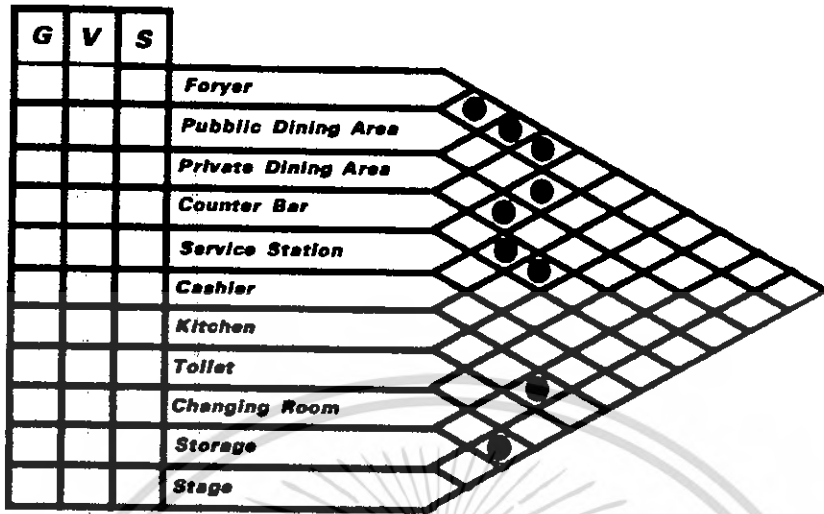 G V S
Foryer
Pubblic Dining Area
Private Dining Area
Counter Bar
Service Station
Cashier
Kitchen
Toilet
Changing Room
Storage
Stage